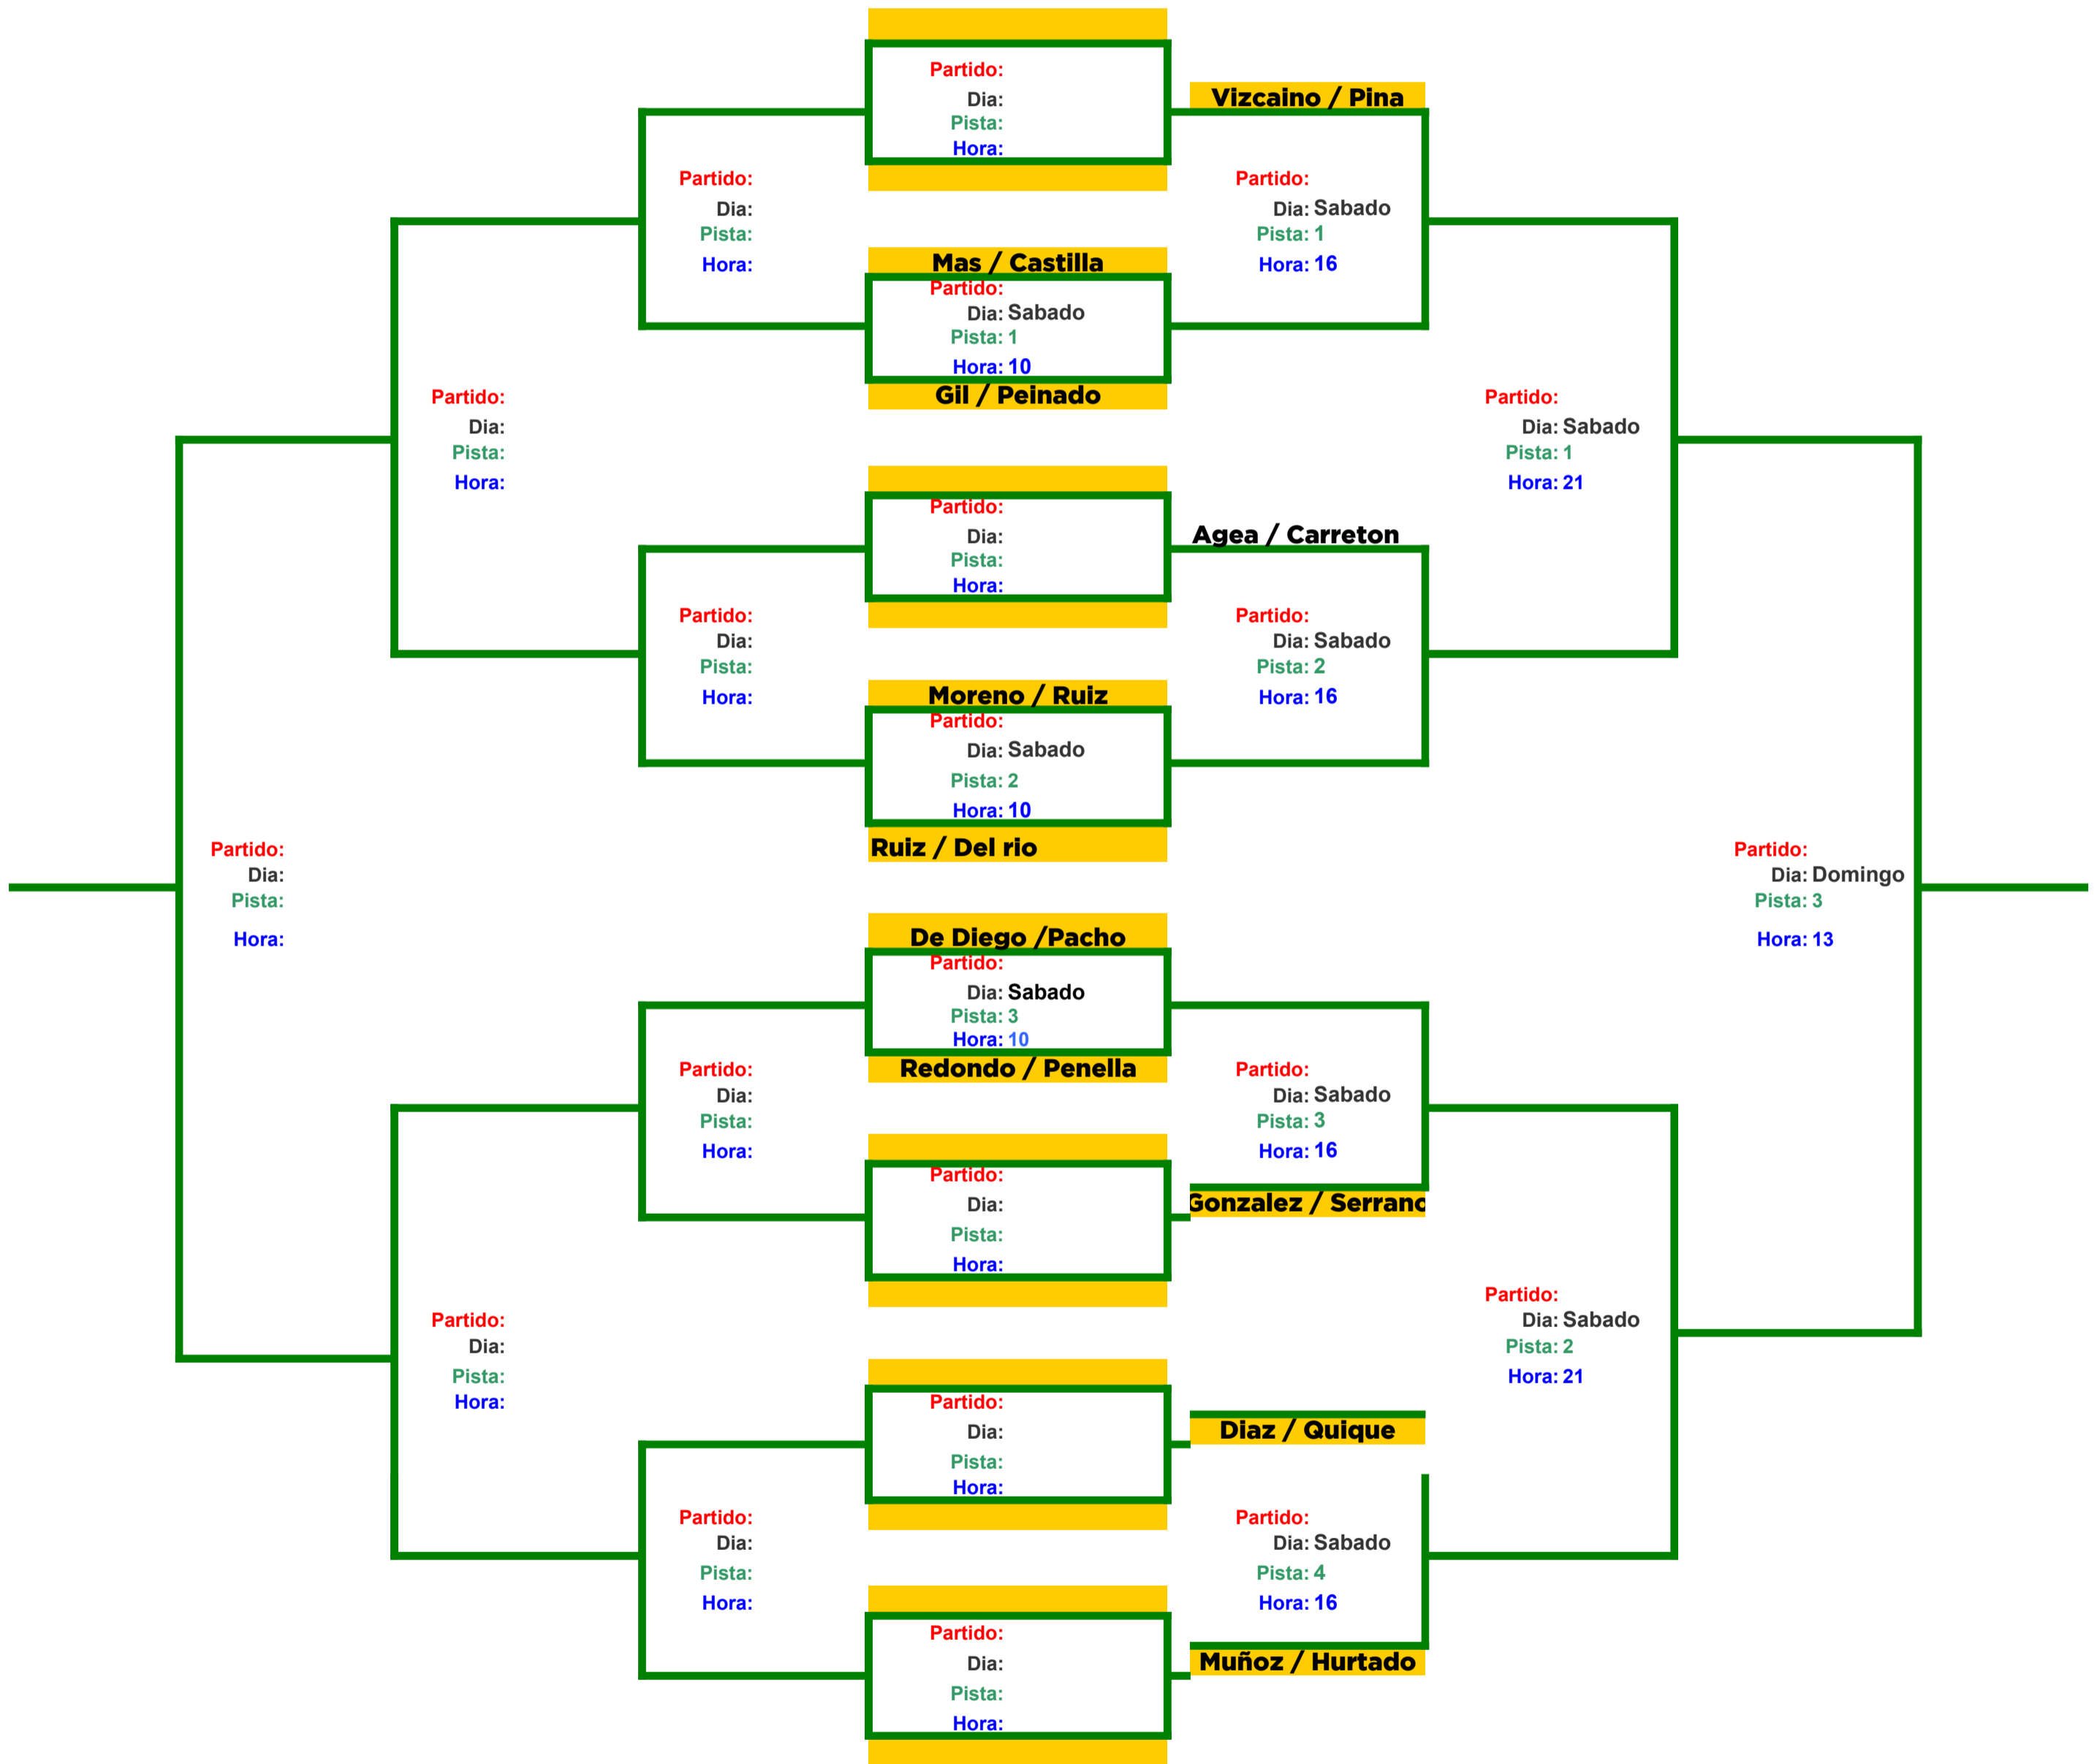 Partido:
Dia:
Pista:
Hora:
Vizcaino / Pina
Partido:
Dia:
Pista:
Hora:
Partido:
Dia: Sabado
Pista: 1
Hora: 16
Mas / Castilla
Partido:
Dia: Sabado
Pista: 1
Hora: 10
Gil / Peinado
Partido:
Dia:
Pista:
Hora:
Partido:
Dia: Sabado
Pista: 1
Hora: 21
Partido:
Dia:
Pista:
Hora:
Agea / Carreton
Partido:
Dia:
Pista:
Hora:
Partido:
Dia: Sabado
Pista: 2
Hora: 16
Moreno / Ruiz
Partido:
Dia: Sabado
Pista: 2
Hora: 10
Ruiz / Del rio
Partido:
Dia:
Pista:
Hora:
Partido:
Dia: Domingo
Pista: 3
Hora: 13
De Diego /Pacho
Partido:
Dia: Sabado
Pista: 3
Hora: 10
Redondo / Penella
Partido:
Dia:
Pista:
Hora:
Partido:
Dia: Sabado
Pista: 3
Hora: 16
Gonzalez / Serrano
Partido:
Dia:
Pista:
Hora:
Partido:
Dia:
Pista:
Hora:
Partido:
Dia: Sabado
Pista: 2
Hora: 21
Partido:
Dia:
Pista:
Hora:
Diaz / Quique
Partido:
Dia:
Pista:
Hora:
Partido:
Dia: Sabado
Pista: 4
Hora: 16
Muñoz / Hurtado
Partido:
Dia:
Pista:
Hora: